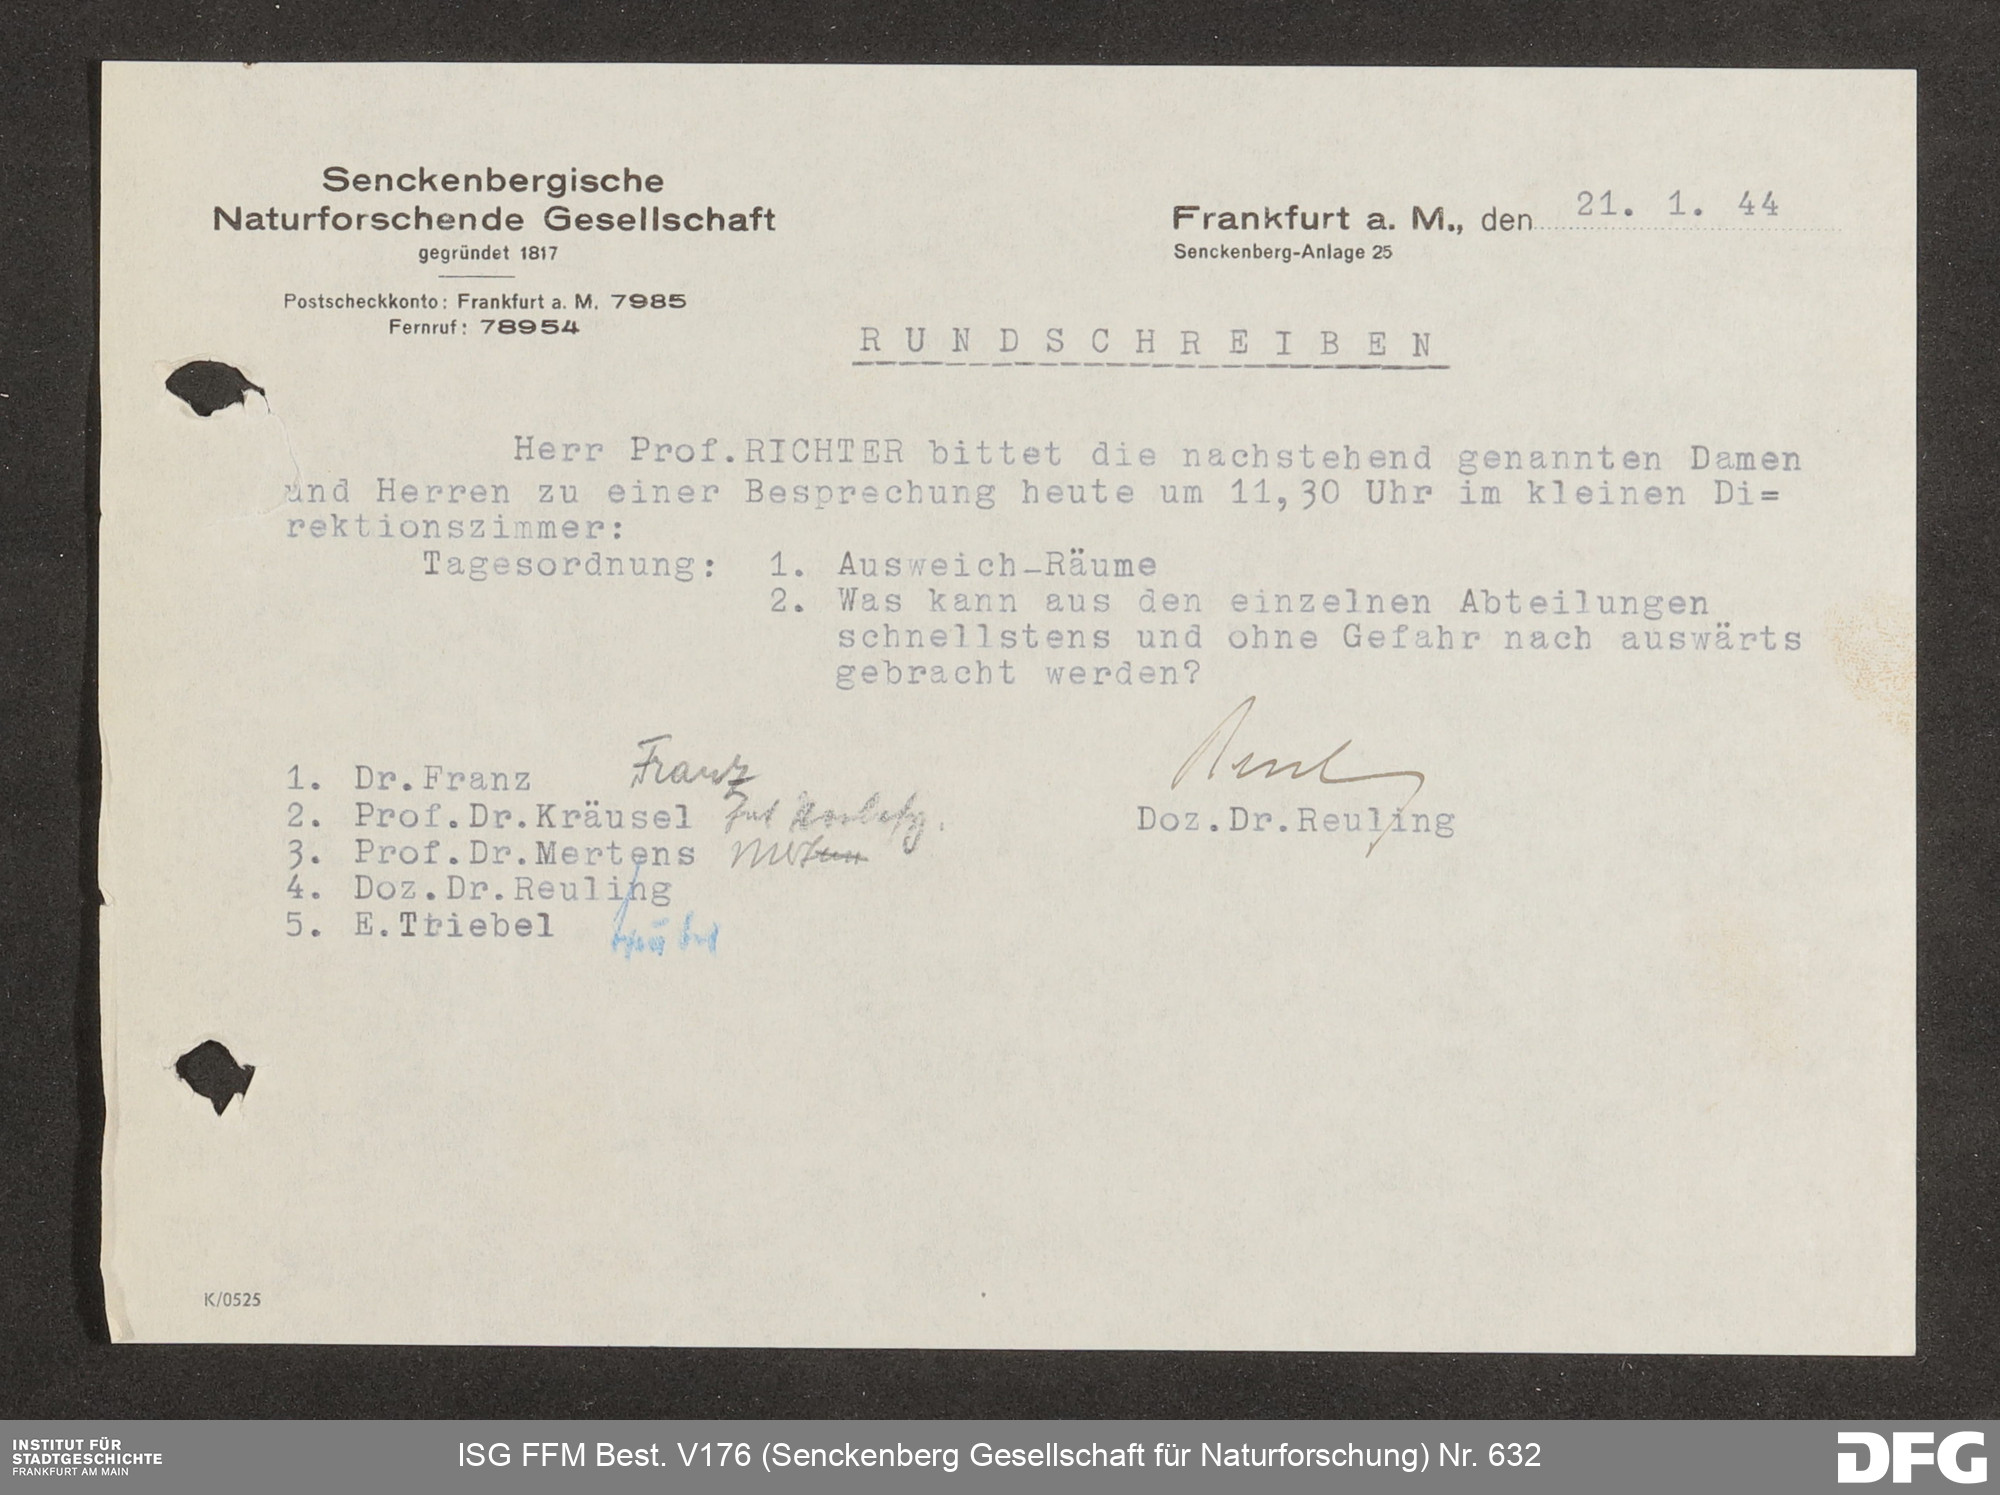 Senckenbergische
Naturforschende Gesellschaft
gegründet 1817
Postscheckkonto: Frankfurt a. M. 7985
Fernruf: 78954
Frankfurt a. M., den 21. 1. 44
Senckenberg-Anlage 25
RUNDSCHREIBEN
Herr Prof.RICHTER bittet die nachstehend genannten Damen
und Herren zu einer Besprechung heute um 11,30 Uhr im kleinen Di=
rektionszimmer:
Tagesordnung: 1. Ausweich-Räume
2. Was kann aus den einzelnen Abteilungen
schnellstens und ohne Gefahr nach auswärts
gebracht werden?
1. Dr.Franz Franz
2. Prof.Dr.Kräusel
3. Prof.Dr.Mertens Mertens
4. Doz.Dr.Reuling
5. E.Triebel
Reuling
Doz.Dr.Reuling
K/0525
INSTITUT FÜR
STADTGESCHICHTE
FRANKFURT AM MAIN
ISG FFM Best. V176 (Senckenberg Gesellschaft für Naturforschung) Nr. 632
DFG